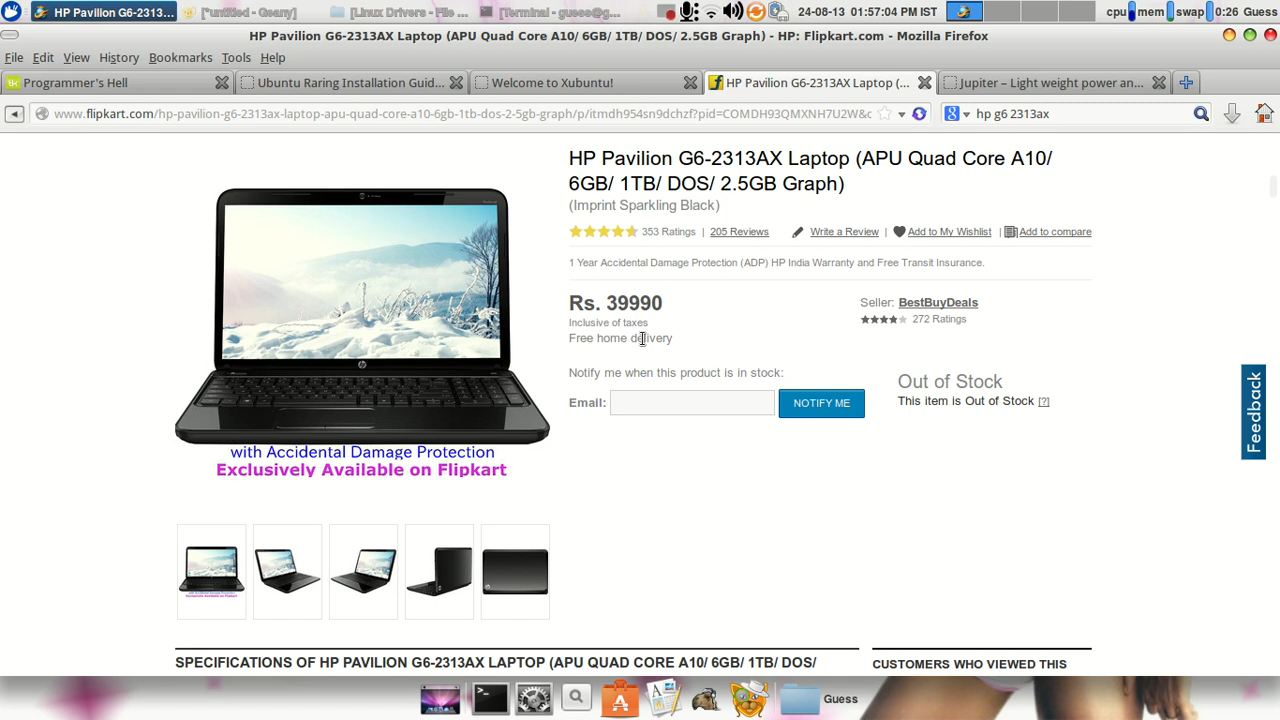 HP Pavilion G6-2313...
[*untitled - Geany]
[Linux Drivers - File ...
[Terminal - guess@g...
24-08-13 01:57:04 PM IST
cpu mem swap 0:26 Guess
HP Pavilion G6-2313AX Laptop (APU Quad Core A10/ 6GB/ 1TB/ DOS/ 2.5GB Graph) - HP: Flipkart.com - Mozilla Firefox
File Edit View History Bookmarks Tools Help
Programmer's Hell
Ubuntu Raring Installation Guid...
Welcome to Xubuntu!
HP Pavilion G6-2313AX Laptop (...
Jupiter – Light weight power an...
www.flipkart.com/hp-pavilion-g6-2313ax-laptop-apu-quad-core-a10-6gb-1tb-dos-2-5gb-graph/p/itmdh954sn9dchzf?pid=COMDH93QMXNH7U2W&c
hp g6 2313ax
HP Pavilion G6-2313AX Laptop (APU Quad Core A10/
6GB/ 1TB/ DOS/ 2.5GB Graph)
(Imprint Sparkling Black)
353 Ratings | 205 Reviews
Write a Review | Add to My Wishlist | Add to compare
1 Year Accidental Damage Protection (ADP) HP India Warranty and Free Transit Insurance.
Rs. 39990
Inclusive of taxes
Free home delivery
Seller: BestBuyDeals
272 Ratings
Notify me when this product is in stock:
Email:
NOTIFY ME
Out of Stock
This item is Out of Stock [?]
Feedback
with Accidental Damage Protection
Exclusively Available on Flipkart
SPECIFICATIONS OF HP PAVILION G6-2313AX LAPTOP (APU QUAD CORE A10/ 6GB/ 1TB/ DOS/
CUSTOMERS WHO VIEWED THIS
Guess